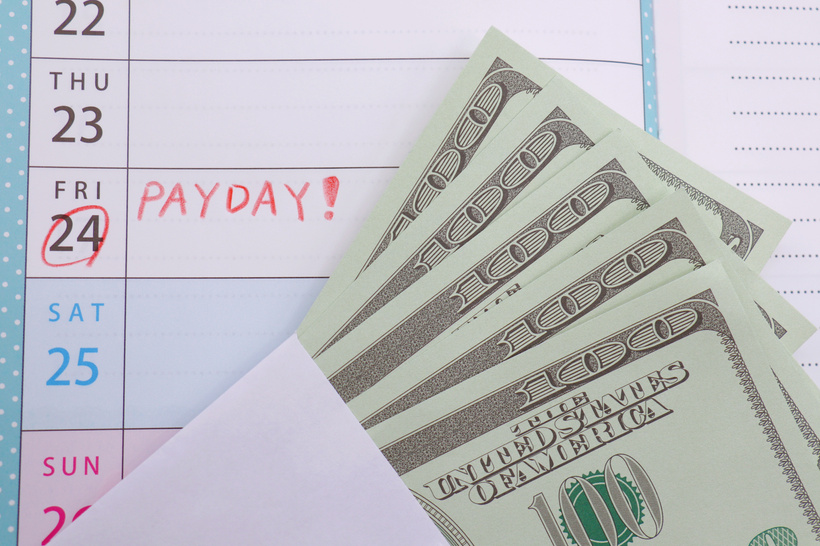 22
THU
23
FRI
24
PAYDAY!
SAT
25
SUN
100
100
100
100
100
THE
UNITED STATES
OF AMERICA
100